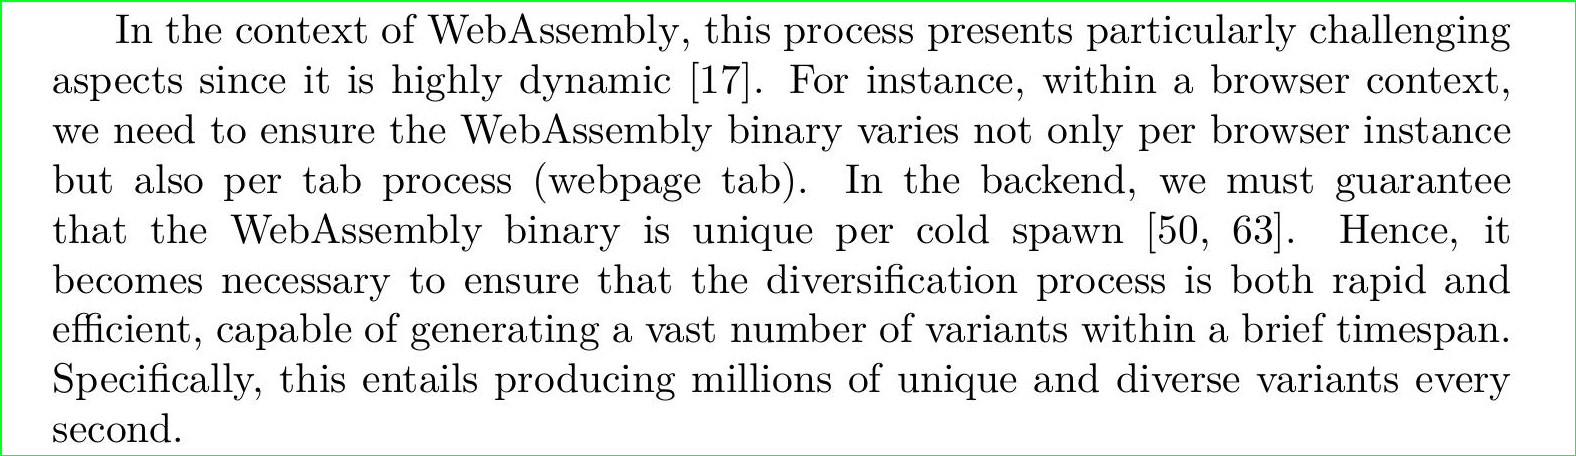 In the context of WebAssembly, this process presents particularly challenging
aspects since it is highly dynamic [17]. For instance, within a browser context,
we need to ensure the WebAssembly binary varies not only per browser instance
but also per tab process (webpage tab). In the backend, we must guarantee
that the WebAssembly binary is unique per cold spawn [50, 63]. Hence, it
becomes necessary to ensure that the diversification process is both rapid and
efficient, capable of generating a vast number of variants within a brief timespan.
Specifically, this entails producing millions of unique and diverse variants every
second.